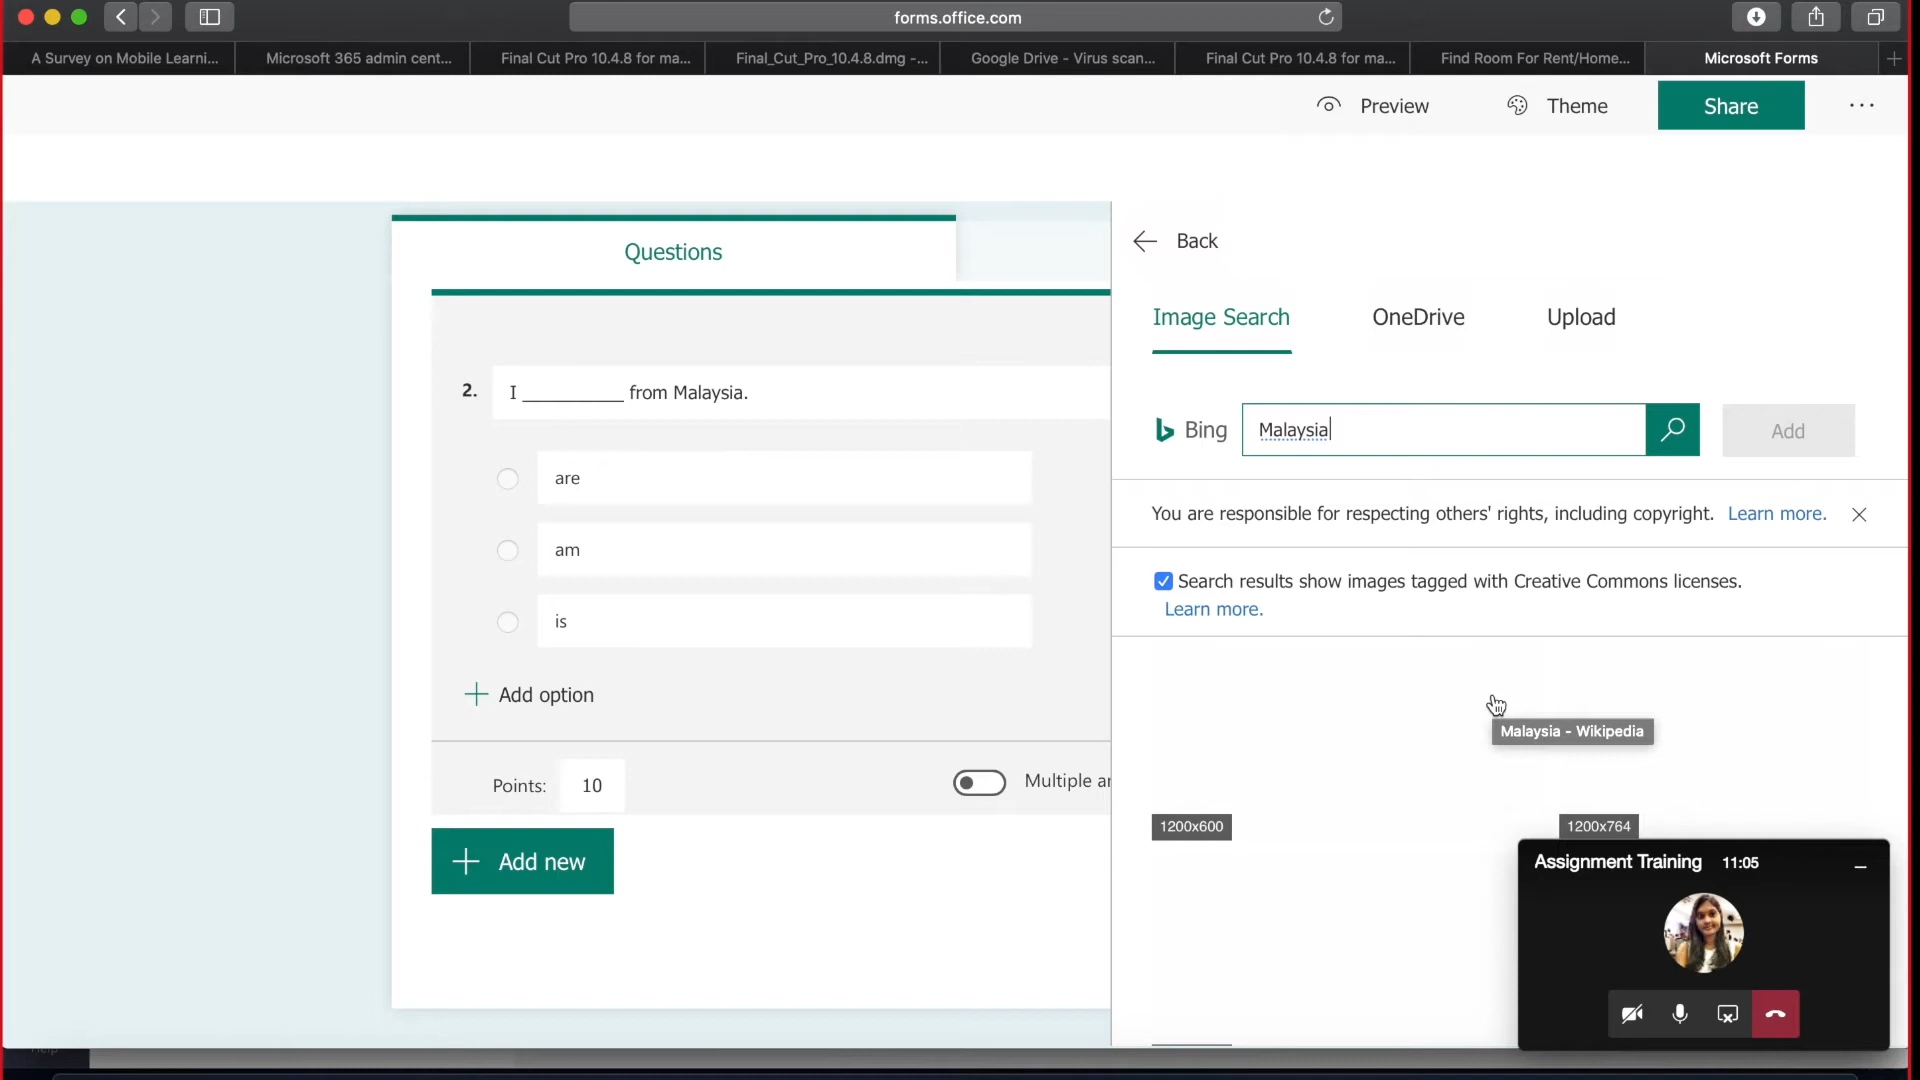 forms.office.com
A Survey on Mobile Learni...
Microsoft 365 admin cent...
Final Cut Pro 10.4.8 for ma...
Final_Cut_Pro_10.4.8.dmg -...
Google Drive - Virus scan...
Final Cut Pro 10.4.8 for ma...
Find Room For Rent/Home...
Microsoft Forms
Preview
Theme
Share
Questions
Back
Image Search
OneDrive
Upload
2. I __________ from Malaysia.
Bing
Malaysia
Add
are
You are responsible for respecting others' rights, including copyright. Learn more.
am
Search results show images tagged with Creative Commons licenses.
Learn more.
is
Add option
Malaysia - Wikipedia
Points: 10
Multiple an
1200x600
1200x764
Add new
Assignment Training 11:05
Help